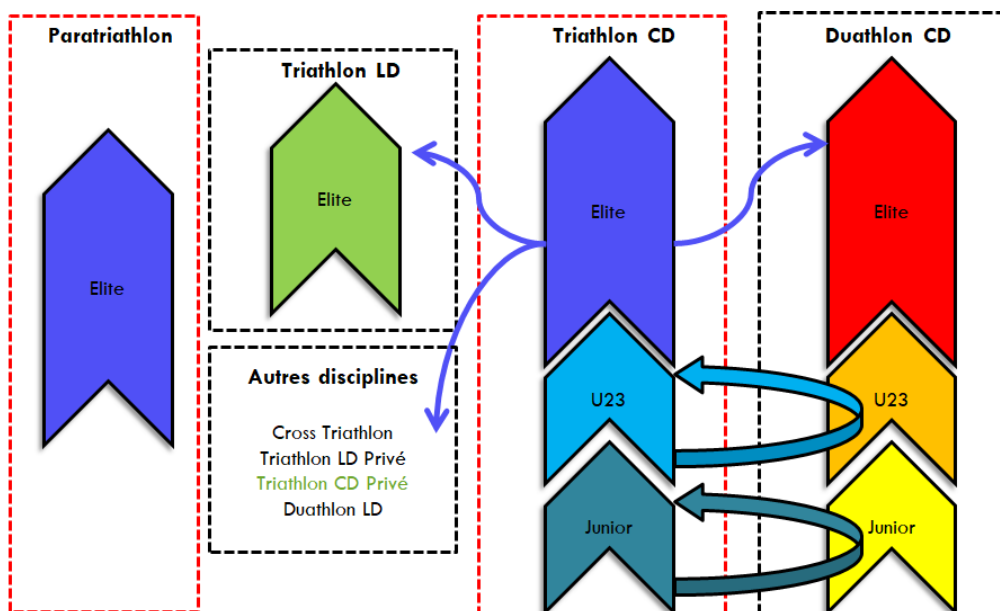 Paratriathlon
Elite
Triathlon LD
Elite
Autres disciplines
Cross Triathlon
Triathlon LD Privé
Triathlon CD Privé
Duathlon LD
Triathlon CD
Elite
U23
Junior
Duathlon CD
Elite
U23
Junior